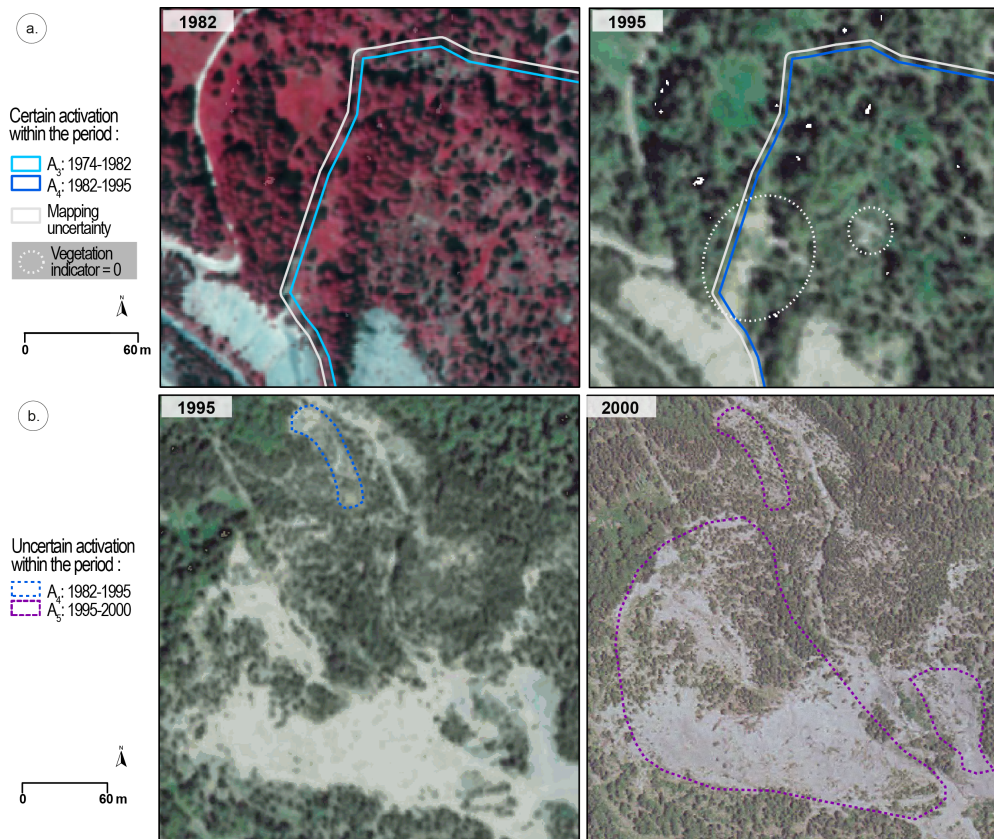 a.
1982
1995
Certain activation
within the period :
A3: 1974-1982
A4: 1982-1995
Mapping
uncertainty
Vegetation
indicator = 0
N
0 60 m
b.
1995
2000
Uncertain activation
within the period :
A4: 1982-1995
A5: 1995-2000
N
0 60 m